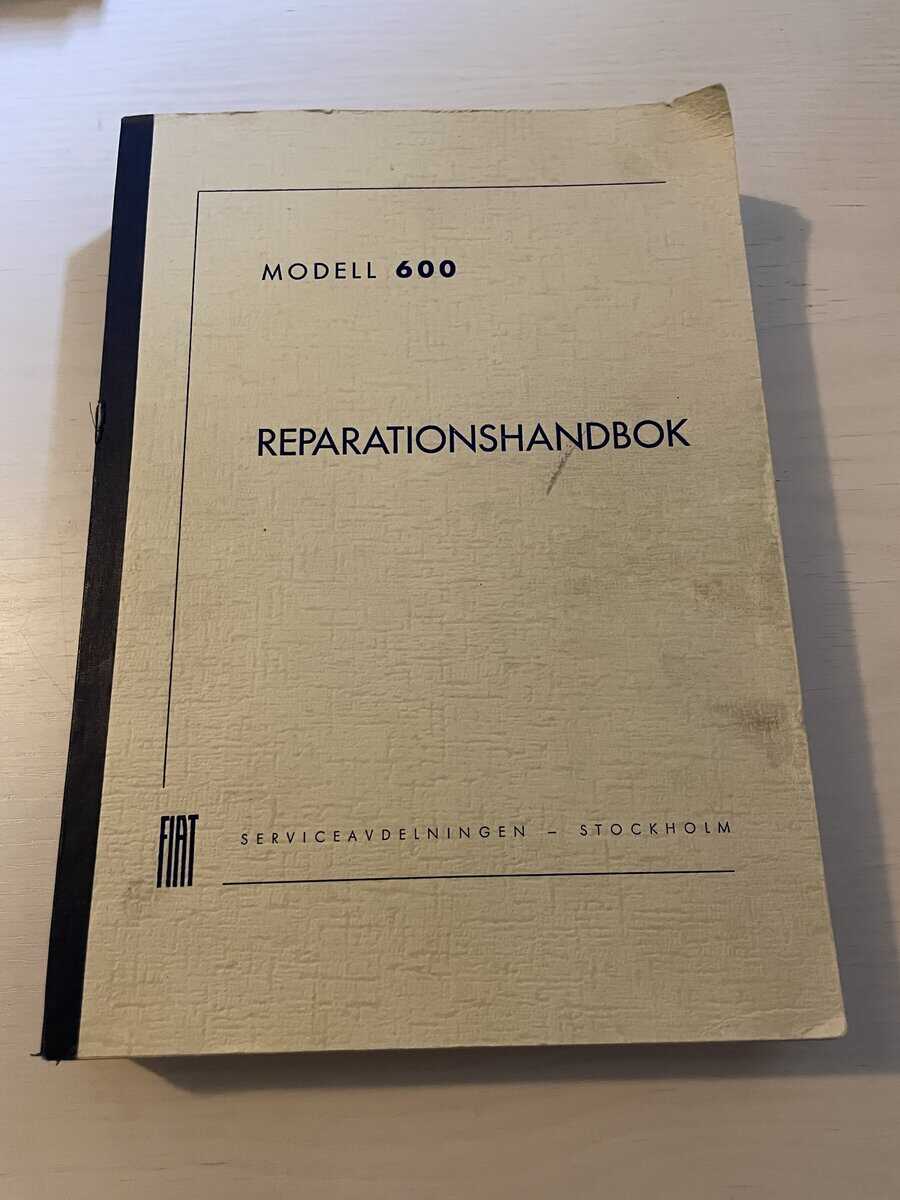 MODELL 600
REPARATIONSHANDBOK
FIAT SERVICEAVDELNINGEN – STOCKHOLM